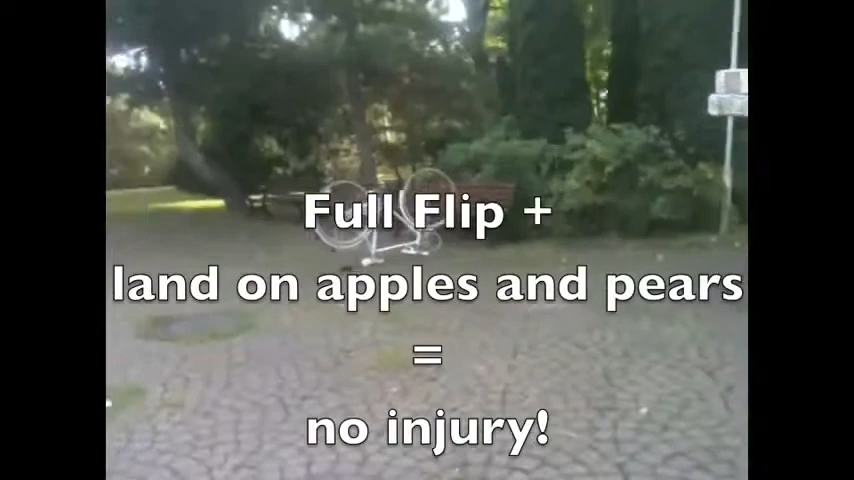 Full Flip +
land on apples and pears
=
no injury!